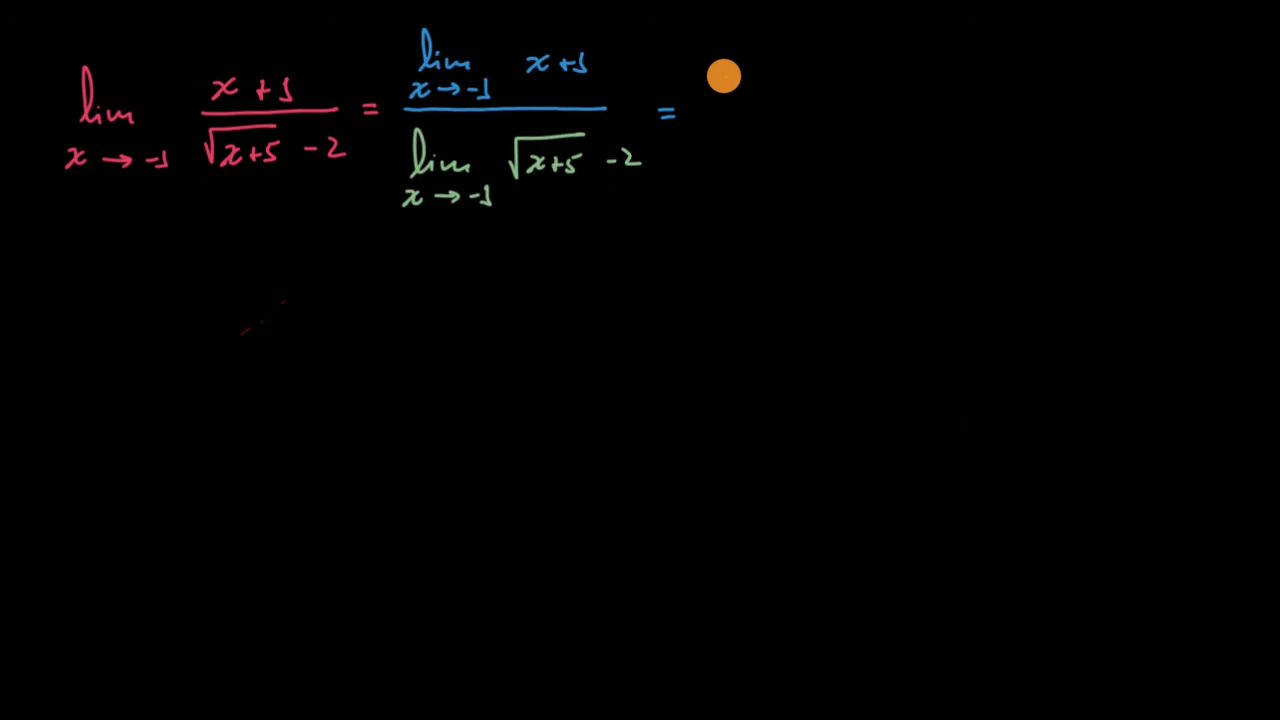 lim x → -1 (x + 1) / (√(x+5) - 2) = (lim x → -1 x + 1) / (lim x → -1 √(x+5) - 2) =